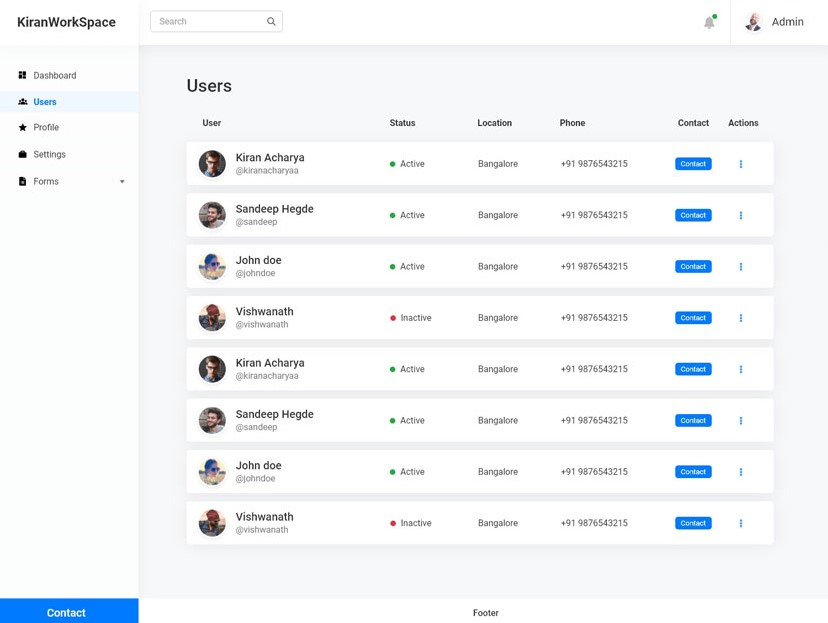 KiranWorkSpace
Search
Admin
Dashboard
Users
Profile
Settings
Forms
Users
User Status Location Phone Contact Actions
Kiran Acharya
@kiranacharyaa
Active Bangalore +91 9876543215 Contact
Sandeep Hegde
@sandeep
Active Bangalore +91 9876543215 Contact
John doe
@johndoe
Active Bangalore +91 9876543215 Contact
Vishwanath
@vishwanath
Inactive Bangalore +91 9876543215 Contact
Kiran Acharya
@kiranacharyaa
Active Bangalore +91 9876543215 Contact
Sandeep Hegde
@sandeep
Active Bangalore +91 9876543215 Contact
John doe
@johndoe
Active Bangalore +91 9876543215 Contact
Vishwanath
@vishwanath
Inactive Bangalore +91 9876543215 Contact
Contact
Footer